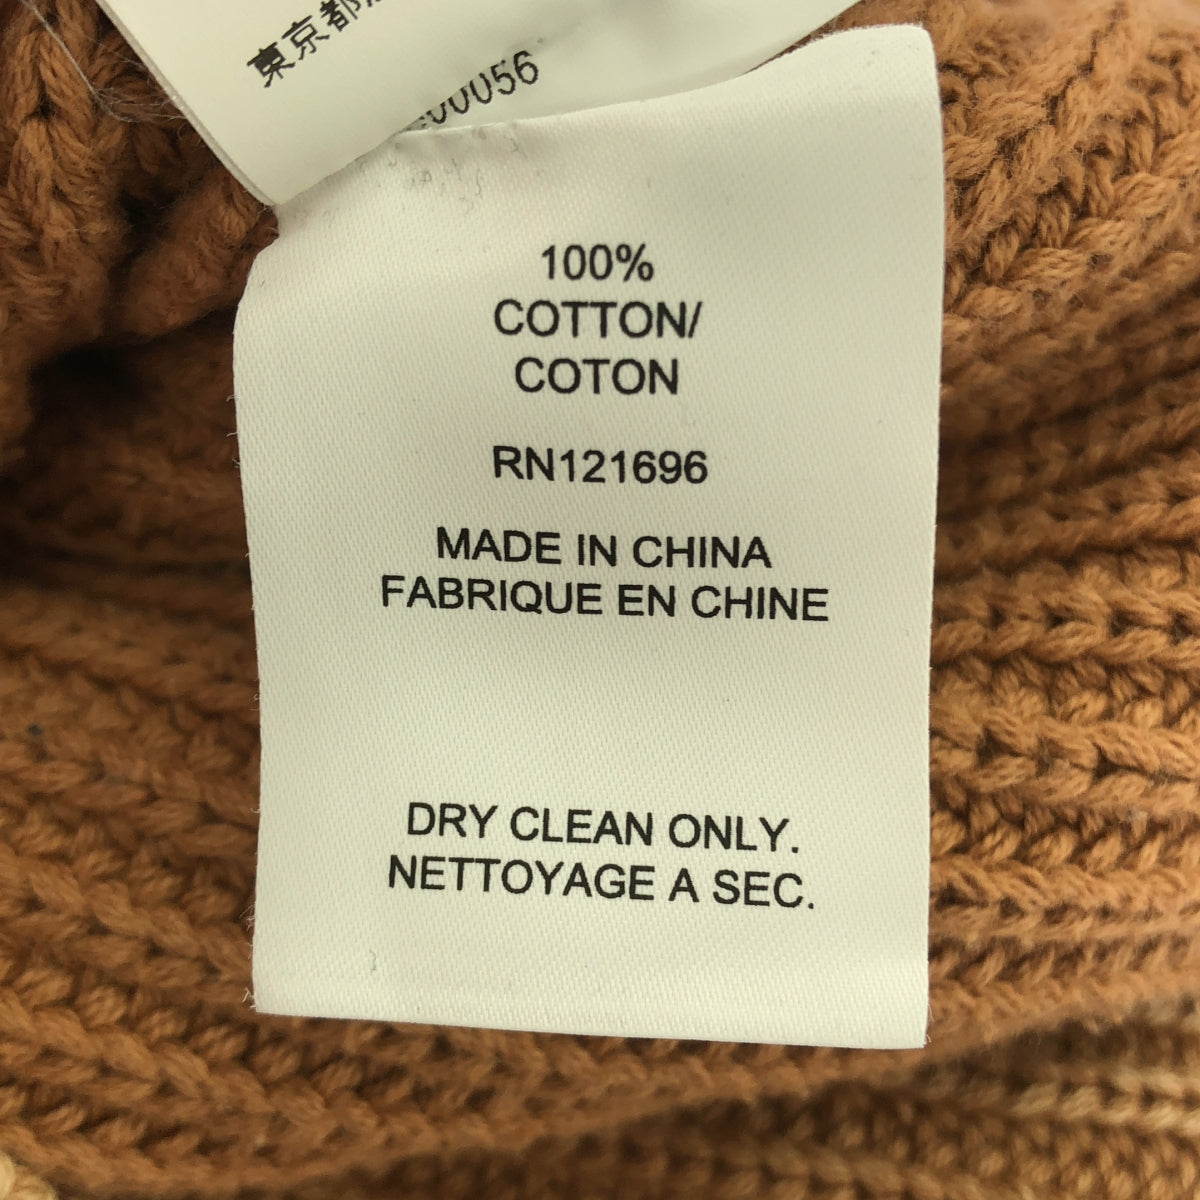 東京都
00056
100%
COTTON/
COTON
RN121696
MADE IN CHINA
FABRIQUE EN CHINE
DRY CLEAN ONLY.
NETTOYAGE A SEC.